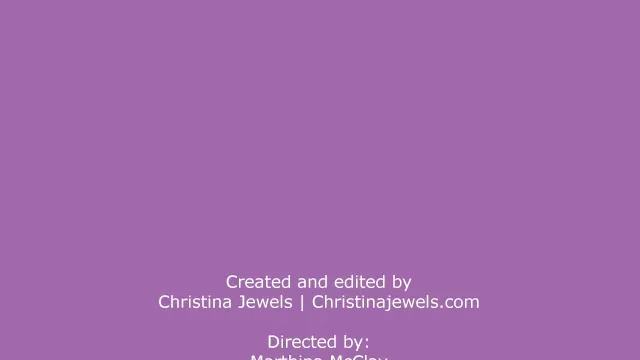 Created and edited by
Christina Jewels | Christinajewels.com
Directed by: